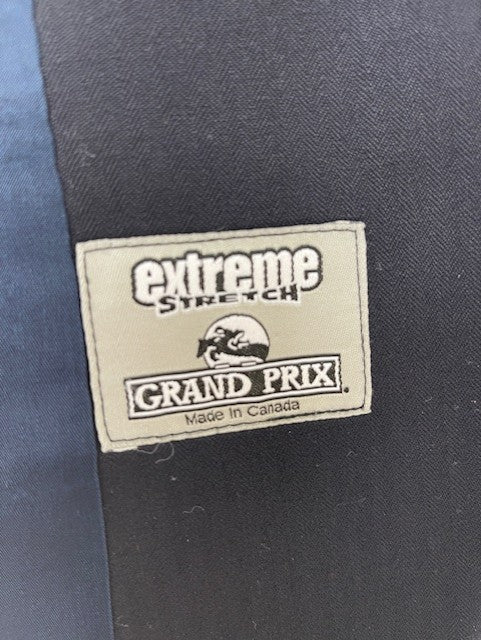 extreme
STRETCH
GRAND PRIX.
Made In Canada